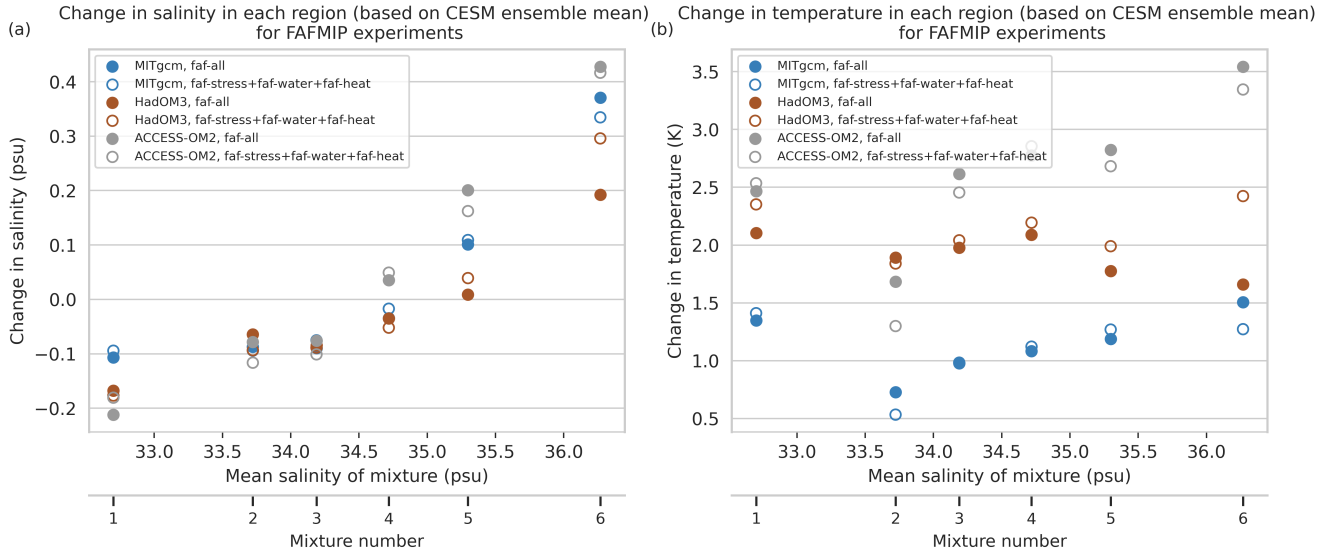 (a)
Change in salinity in each region (based on CESM ensemble mean)
for FAFMIP experiments
MITgcm, faf-all
MITgcm, faf-stress+faf-water+faf-heat
HadOM3, faf-all
HadOM3, faf-stress+faf-water+faf-heat
ACCESS-OM2, faf-all
ACCESS-OM2, faf-stress+faf-water+faf-heat
Change in salinity (psu)
0.4
0.3
0.2
0.1
0.0
−0.1
−0.2
33.0 33.5 34.0 34.5 35.0 35.5 36.0
Mean salinity of mixture (psu)
1 2 3 4 5 6
Mixture number
(b)
Change in temperature in each region (based on CESM ensemble mean)
for FAFMIP experiments
MITgcm, faf-all
MITgcm, faf-stress+faf-water+faf-heat
HadOM3, faf-all
HadOM3, faf-stress+faf-water+faf-heat
ACCESS-OM2, faf-all
ACCESS-OM2, faf-stress+faf-water+faf-heat
Change in temperature (K)
3.5
3.0
2.5
2.0
1.5
1.0
0.5
33.0 33.5 34.0 34.5 35.0 35.5 36.0
Mean salinity of mixture (psu)
1 2 3 4 5 6
Mixture number